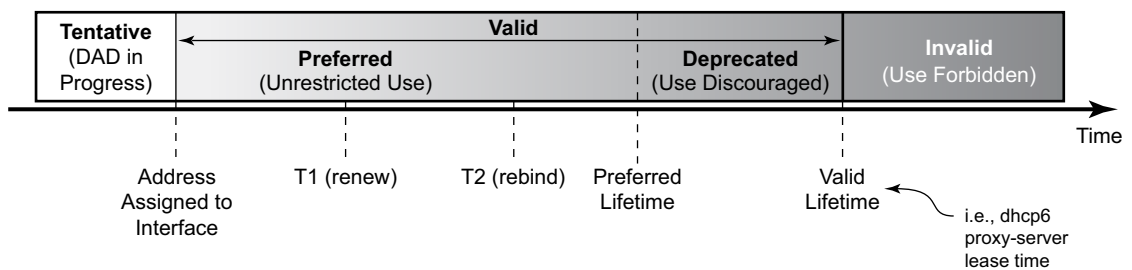 Tentative
(DAD in
Progress)
Valid
Preferred
(Unrestricted Use)
Deprecated
(Use Discouraged)
Invalid
(Use Forbidden)
Time
Address
Assigned to
Interface
T1 (renew)
T2 (rebind)
Preferred
Lifetime
Valid
Lifetime
i.e., dhcp6
proxy-server
lease time